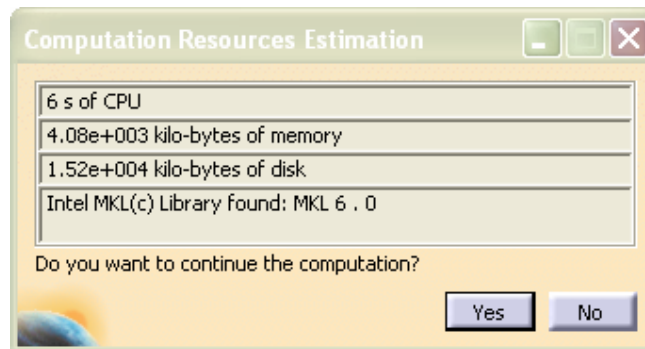 Computation Resources Estimation
6 s of CPU
4.08e+003 kilo-bytes of memory
1.52e+004 kilo-bytes of disk
Intel MKL(c) Library found: MKL 6 . 0
Do you want to continue the computation?
Yes No